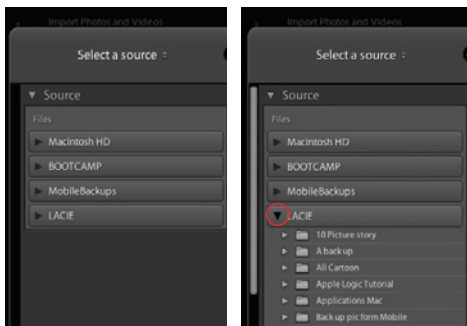 Import Photos and Videos
Select a source
Source
Files
Macintosh HD
BOOTCAMP
MobileBackups
LACIE
Import Photos and Videos
Select a source
Source
Files
Macintosh HD
BOOTCAMP
MobileBackups
LACIE
10 Picture story
A back up
All Cartoon
Apple Logic Tutorial
Applications Mac
Back up pic form Mobile